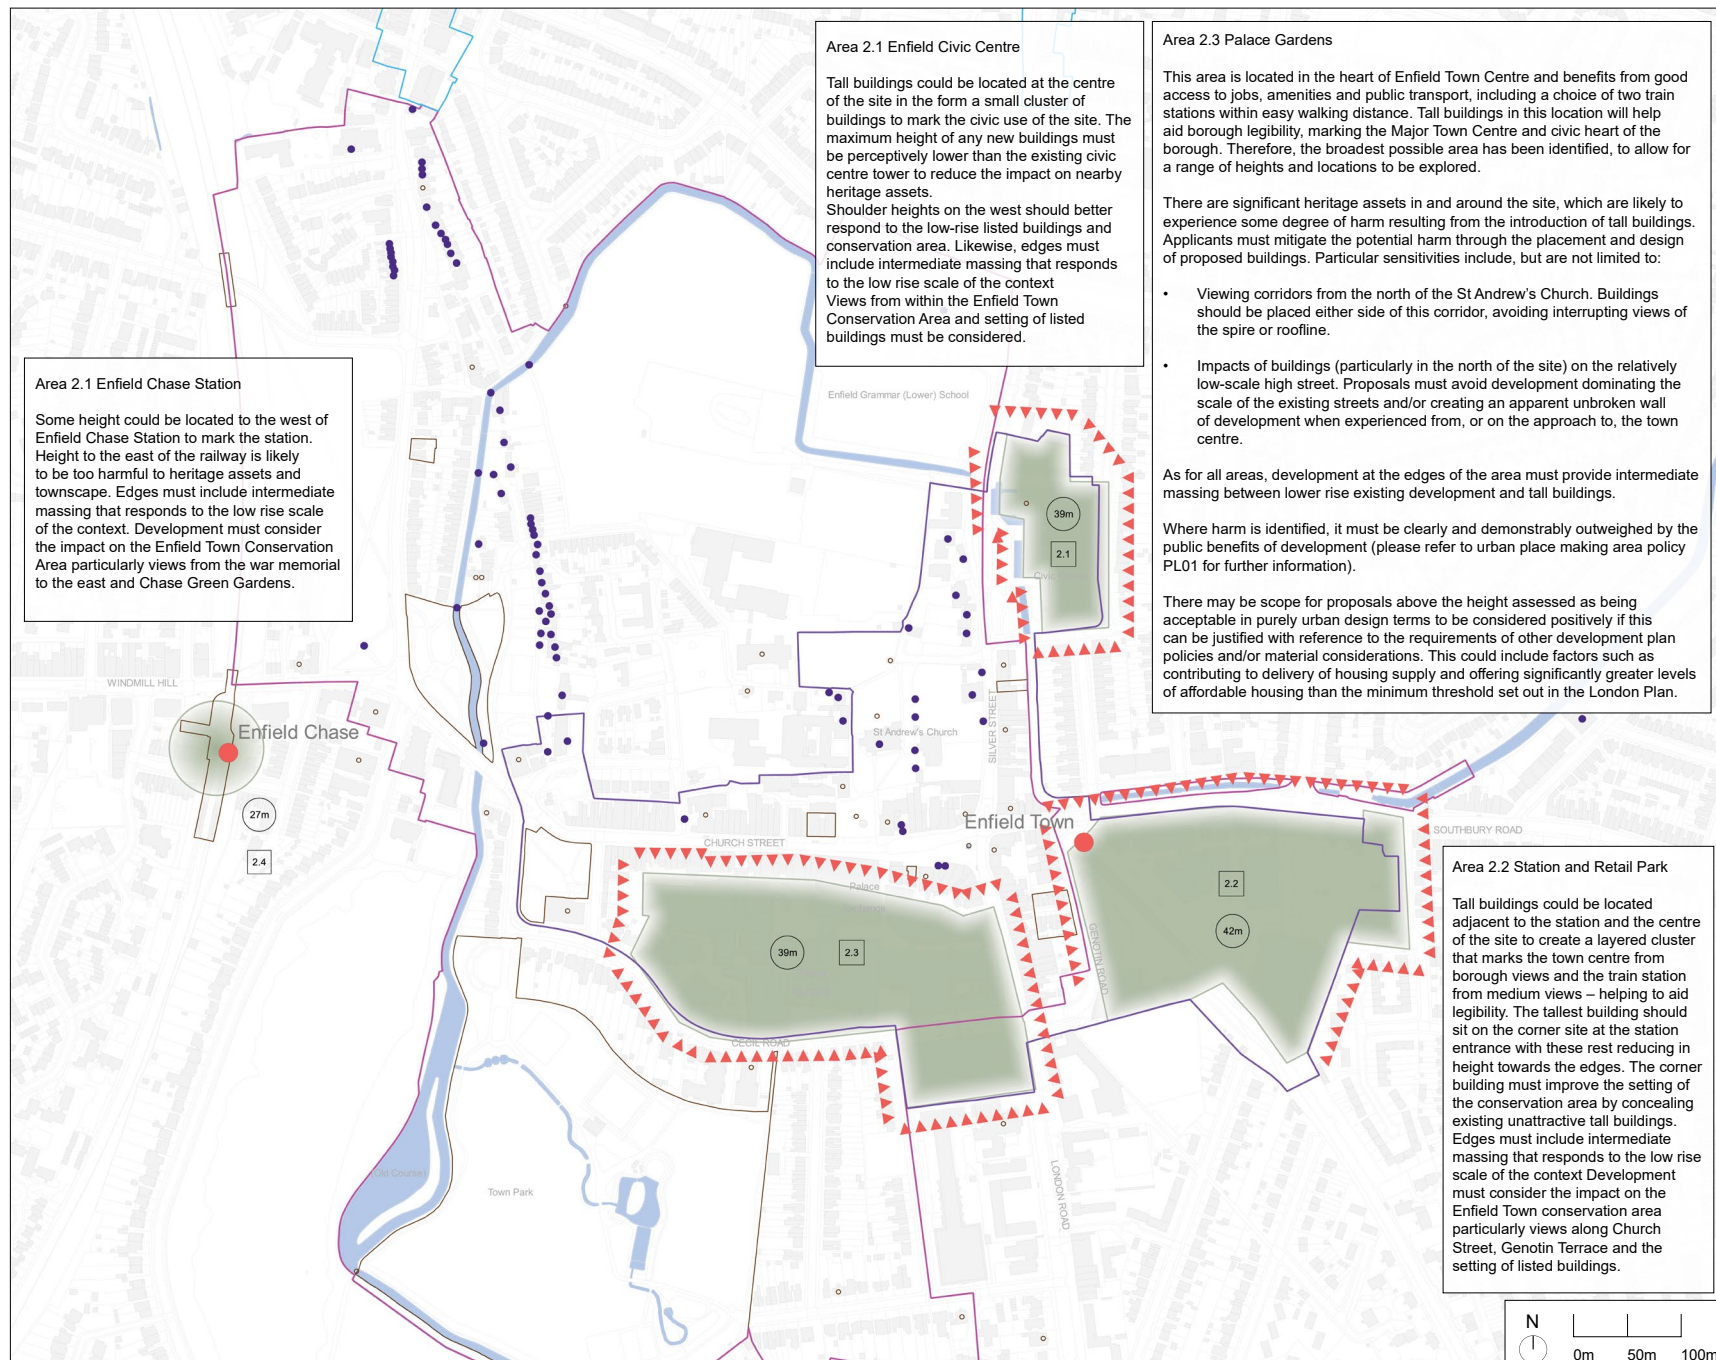 Area 2.1 Enfield Civic Centre
Tall buildings could be located at the centre
of the site in the form a small cluster of
buildings to mark the civic use of the site. The
maximum height of any new buildings must
be perceptively lower than the existing civic
centre tower to reduce the impact on nearby
heritage assets.
Shoulder heights on the west should better
respond to the low-rise listed buildings and
conservation area. Likewise, edges must
include intermediate massing that responds
to the low rise scale of the context
Views from within the Enfield Town
Conservation Area and setting of listed
buildings must be considered.
Area 2.3 Palace Gardens
This area is located in the heart of Enfield Town Centre and benefits from good
access to jobs, amenities and public transport, including a choice of two train
stations within easy walking distance. Tall buildings in this location will help
aid borough legibility, marking the Major Town Centre and civic heart of the
borough. Therefore, the broadest possible area has been identified, to allow for
a range of heights and locations to be explored.
There are significant heritage assets in and around the site, which are likely to
experience some degree of harm resulting from the introduction of tall buildings.
Applicants must mitigate the potential harm through the placement and design
of proposed buildings. Particular sensitivities include, but are not limited to:
• Viewing corridors from the north of the St Andrew's Church. Buildings
should be placed either side of this corridor, avoiding interrupting views of
the spire or roofline.
• Impacts of buildings (particularly in the north of the site) on the relatively
low-scale high street. Proposals must avoid development dominating the
scale of the existing streets and/or creating an apparent unbroken wall
of development when experienced from, or on the approach to, the town
centre.
As for all areas, development at the edges of the area must provide intermediate
massing between lower rise existing development and tall buildings.
Where harm is identified, it must be clearly and demonstrably outweighed by the
public benefits of development (please refer to urban place making area policy
PL01 for further information).
There may be scope for proposals above the height assessed as being
acceptable in purely urban design terms to be considered positively if this
can be justified with reference to the requirements of other development plan
policies and/or material considerations. This could include factors such as
contributing to delivery of housing supply and offering significantly greater levels
of affordable housing than the minimum threshold set out in the London Plan.
Area 2.1 Enfield Chase Station
Some height could be located to the west of
Enfield Chase Station to mark the station.
Height to the east of the railway is likely
to be too harmful to heritage assets and
townscape. Edges must include intermediate
massing that responds to the low rise scale
of the context. Development must consider
the impact on the Enfield Town Conservation
Area particularly views from the war memorial
to the east and Chase Green Gardens.
Enfield Grammar (Lower) School
39m
2.1
Civic
WINDMILL HILL
Enfield Chase
27m
2.4
St Andrew's Church
SILVER STREET
Enfield Town
CHURCH STREET
SOUTHBURY ROAD
Palace
39m
2.3
2.2
42m
GENOTIN ROAD
CECIL ROAD
LONDON ROAD
(Old Course)
Town Park
Area 2.2 Station and Retail Park
Tall buildings could be located
adjacent to the station and the centre
of the site to create a layered cluster
that marks the town centre from
borough views and the train station
from medium views – helping to aid
legibility. The tallest building should
sit on the corner site at the station
entrance with these rest reducing in
height towards the edges. The corner
building must improve the setting of
the conservation area by concealing
existing unattractive tall buildings.
Edges must include intermediate
massing that responds to the low rise
scale of the context Development
must consider the impact on the
Enfield Town conservation area
particularly views along Church
Street, Genotin Terrace and the
setting of listed buildings.
N
0m 50m 100m